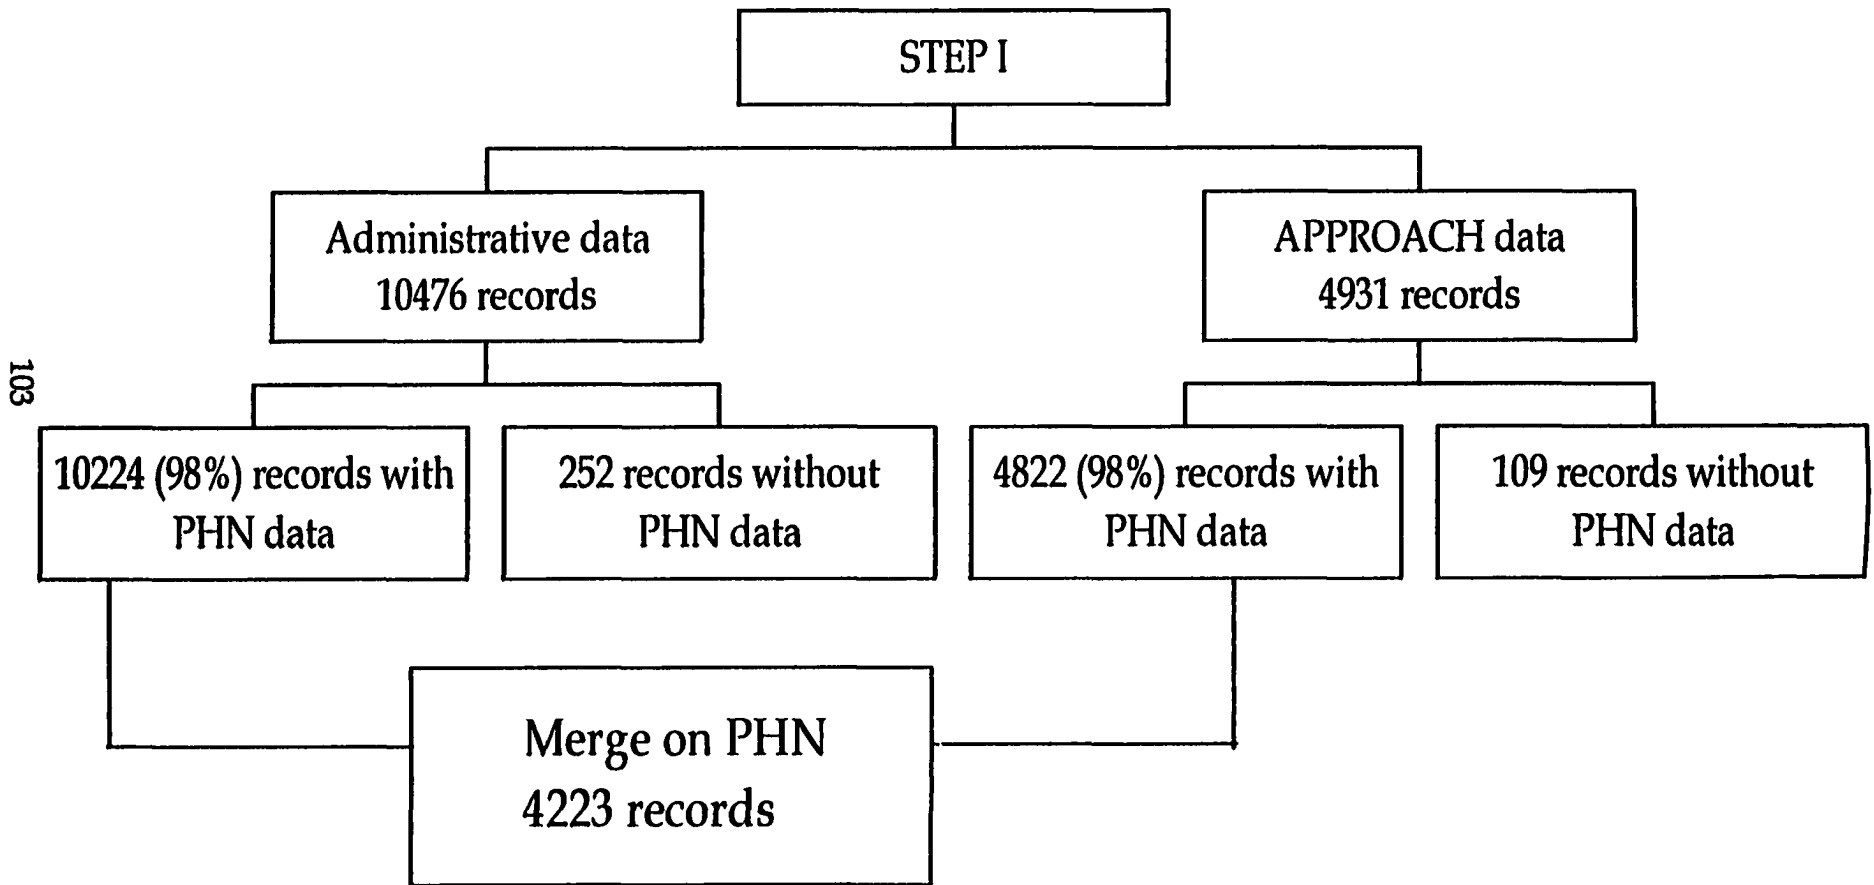 STEP I
Administrative data
10476 records
APPROACH data
4931 records
103
10224 (98%) records with
PHN data
252 records without
PHN data
4822 (98%) records with
PHN data
109 records without
PHN data
Merge on PHN
4223 records